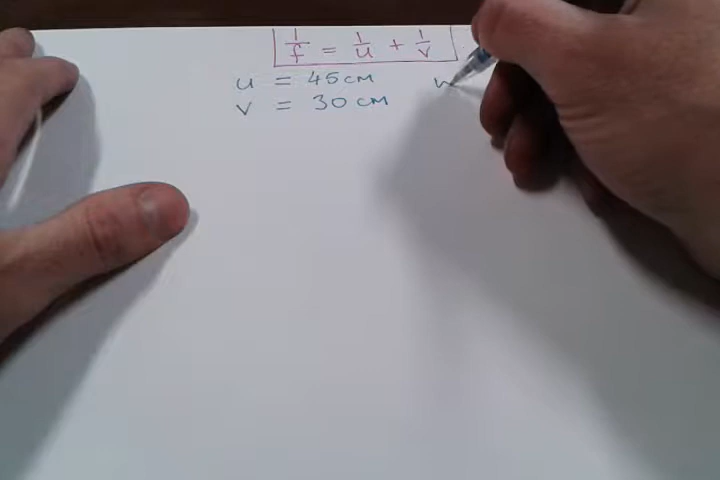 1/f = 1/u + 1/v
u = 45cm
v = 30 cm